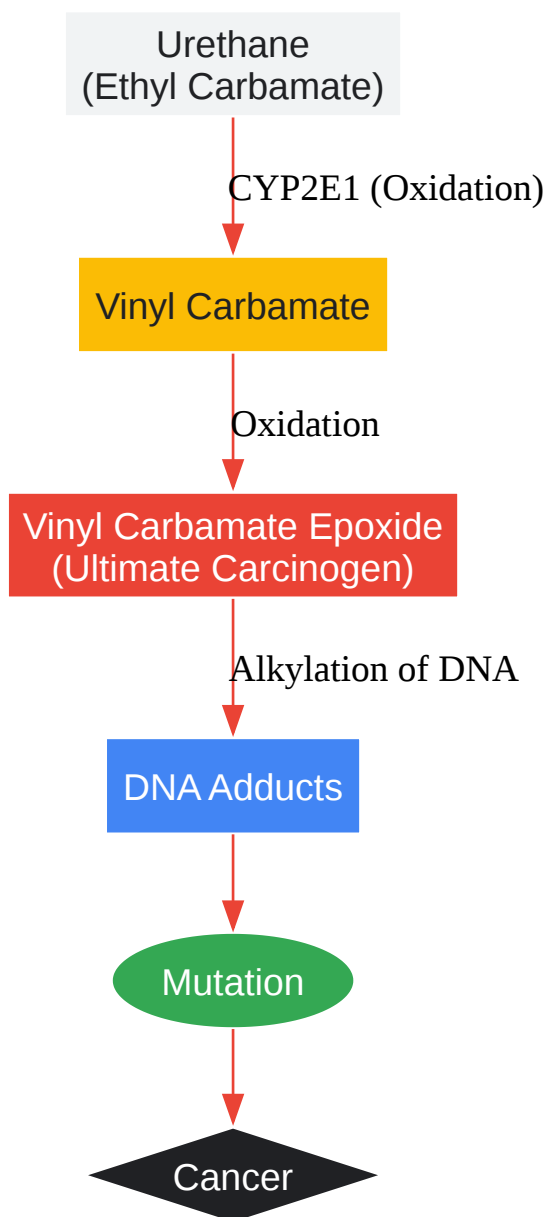 Urethane
(Ethyl Carbamate)
CYP2E1 (Oxidation)
Vinyl Carbamate
Oxidation
Vinyl Carbamate Epoxide
(Ultimate Carcinogen)
Alkylation of DNA
DNA Adducts
Mutation
Cancer